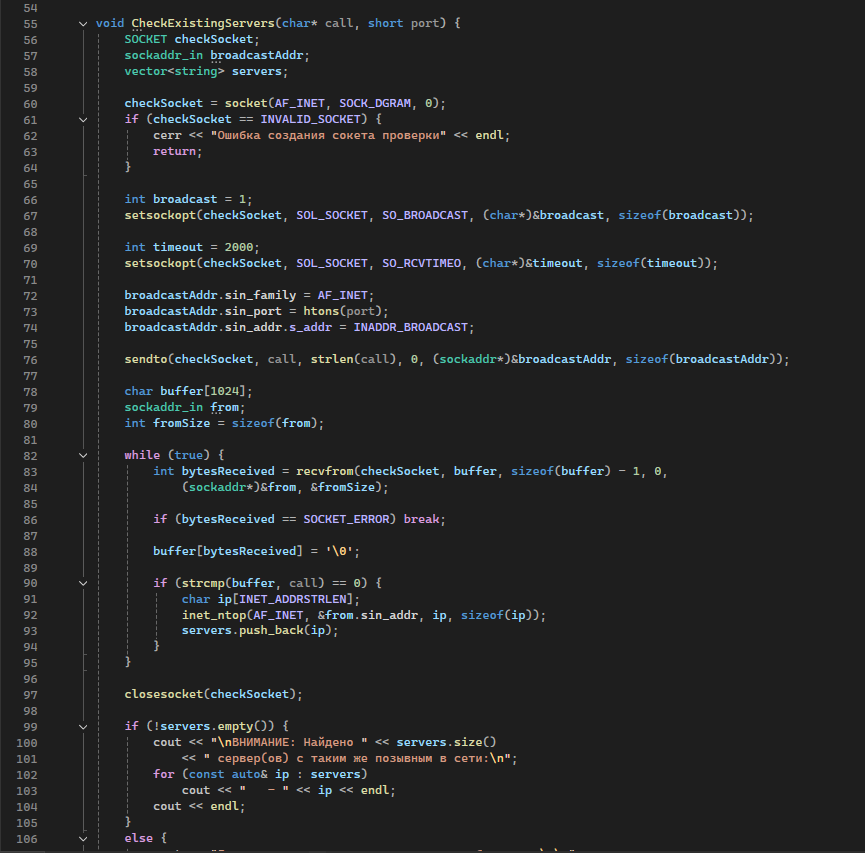 54
55 void CheckExistingServers(char* call, short port) {
56 SOCKET checkSocket;
57 sockaddr_in broadcastAddr;
58 vector<string> servers;
59
60 checkSocket = socket(AF_INET, SOCK_DGRAM, 0);
61 if (checkSocket == INVALID_SOCKET) {
62 cerr << "Ошибка создания сокета проверки" << endl;
63 return;
64 }
65
66 int broadcast = 1;
67 setsockopt(checkSocket, SOL_SOCKET, SO_BROADCAST, (char*)&broadcast, sizeof(broadcast));
68
69 int timeout = 2000;
70 setsockopt(checkSocket, SOL_SOCKET, SO_RCVTIMEO, (char*)&timeout, sizeof(timeout));
71
72 broadcastAddr.sin_family = AF_INET;
73 broadcastAddr.sin_port = htons(port);
74 broadcastAddr.sin_addr.s_addr = INADDR_BROADCAST;
75
76 sendto(checkSocket, call, strlen(call), 0, (sockaddr*)&broadcastAddr, sizeof(broadcastAddr));
77
78 char buffer[1024];
79 sockaddr_in from;
80 int fromSize = sizeof(from);
81
82 while (true) {
83 int bytesReceived = recvfrom(checkSocket, buffer, sizeof(buffer) - 1, 0,
84 (sockaddr*)&from, &fromSize);
85
86 if (bytesReceived == SOCKET_ERROR) break;
87
88 buffer[bytesReceived] = '\0';
89
90 if (strcmp(buffer, call) == 0) {
91 char ip[INET_ADDRSTRLEN];
92 inet_ntop(AF_INET, &from.sin_addr, ip, sizeof(ip));
93 servers.push_back(ip);
94 }
95 }
96
97 closesocket(checkSocket);
98
99 if (!servers.empty()) {
100 cout << "\nВНИМАНИЕ: Найдено " << servers.size()
101 << " сервер(ов) с таким же позывным в сети:\n";
102 for (const auto& ip : servers)
103 cout << "   - " << ip << endl;
104 cout << endl;
105 }
106 else {